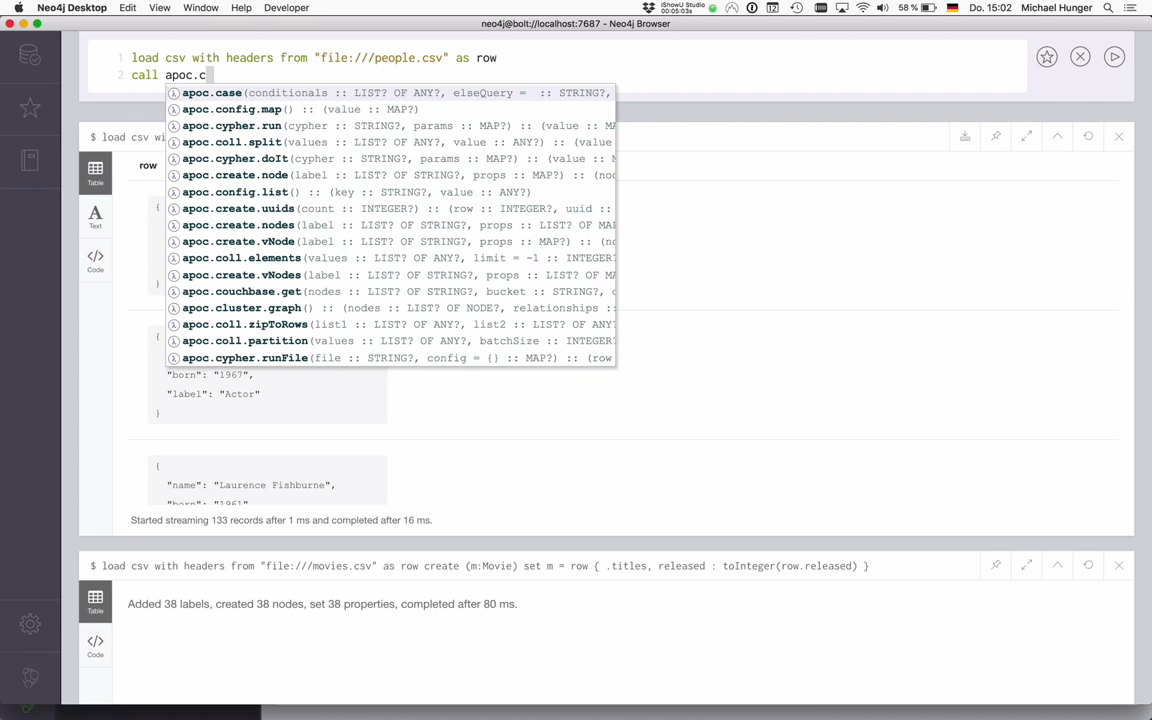 Neo4j Desktop Edit View Window Help Developer
iShowU Studio
00:05:03s
12
58 % Do. 15:02 Michael Hunger
neo4j@bolt://localhost:7687 - Neo4j Browser
1 load csv with headers from "file:///people.csv" as row
2 call apoc.c
apoc.case(conditionals :: LIST? OF ANY?, elseQuery = :: STRING?,
apoc.config.map() :: (value :: MAP?)
apoc.cypher.run(cypher :: STRING?, params :: MAP?) :: (value :: MA
apoc.coll.split(values :: LIST? OF ANY?, value :: ANY?) :: (value
apoc.cypher.doIt(cypher :: STRING?, params :: MAP?) :: (value :: M
apoc.create.node(label :: LIST? OF STRING?, props :: MAP?) :: (noc
apoc.config.list() :: (key :: STRING?, value :: ANY?)
apoc.create.uuids(count :: INTEGER?) :: (row :: INTEGER?, uuid ::
apoc.create.nodes(label :: LIST? OF STRING?, props :: LIST? OF MA
apoc.create.vNode(label :: LIST? OF STRING?, props :: MAP?) :: (no
apoc.coll.elements(values :: LIST? OF ANY?, limit = -1 :: INTEGER?
apoc.create.vNodes(label :: LIST? OF STRING?, props :: LIST? OF M
apoc.couchbase.get(nodes :: LIST? OF STRING?, bucket :: STRING?, c
apoc.cluster.graph() :: (nodes :: LIST? OF NODE?, relationships ::
apoc.coll.zipToRows(list1 :: LIST? OF ANY?, list2 :: LIST? OF ANY?
apoc.coll.partition(values :: LIST? OF ANY?, batchSize :: INTEGER?
apoc.cypher.runFile(file :: STRING?, config = {} :: MAP?) :: (row
$ load csv wi
Table
row
A
Text
Code
{
}
{
"born": "1967",
"label": "Actor"
}
{
"name": "Laurence Fishburne",
"born": "1961",
Started streaming 133 records after 1 ms and completed after 16 ms.
$ load csv with headers from "file:///movies.csv" as row create (m:Movie) set m = row { .titles, released : toInteger(row.released) }
Table
Added 38 labels, created 38 nodes, set 38 properties, completed after 80 ms.
Code